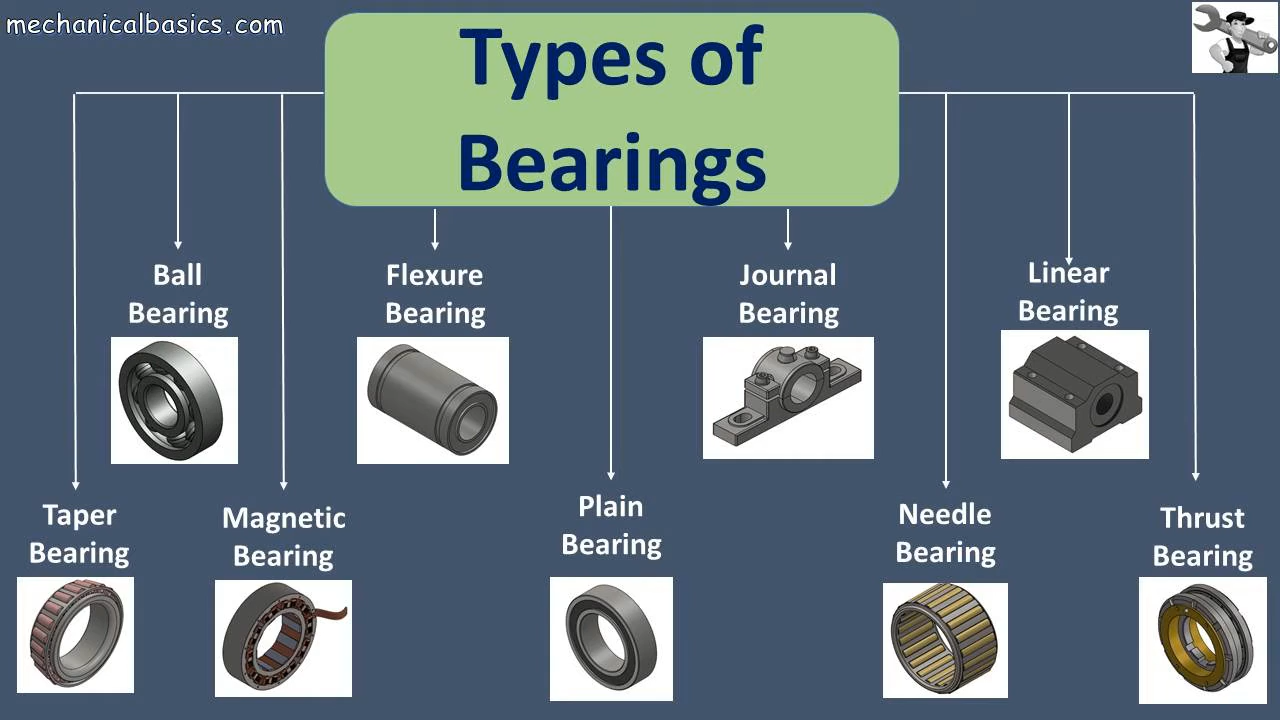 mechanicalbasics.com
Types of
Bearings
Ball
Bearing
Flexure
Bearing
Journal
Bearing
Linear
Bearing
Taper
Bearing
Magnetic
Bearing
Plain
Bearing
Needle
Bearing
Thrust
Bearing